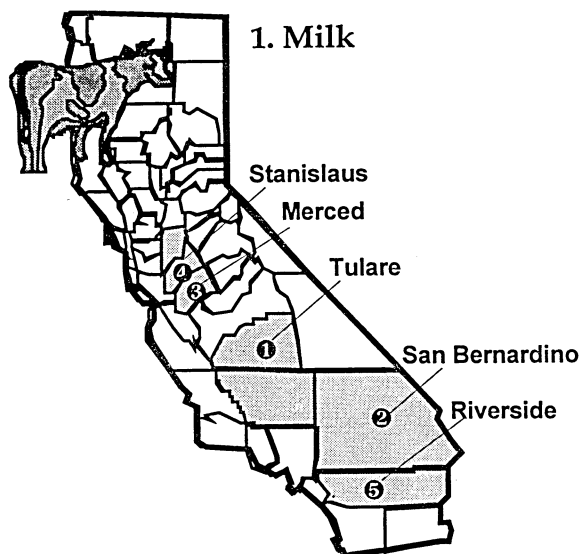 1. Milk
Stanislaus
Merced
Tulare
San Bernardino
Riverside
4
3
1
2
5